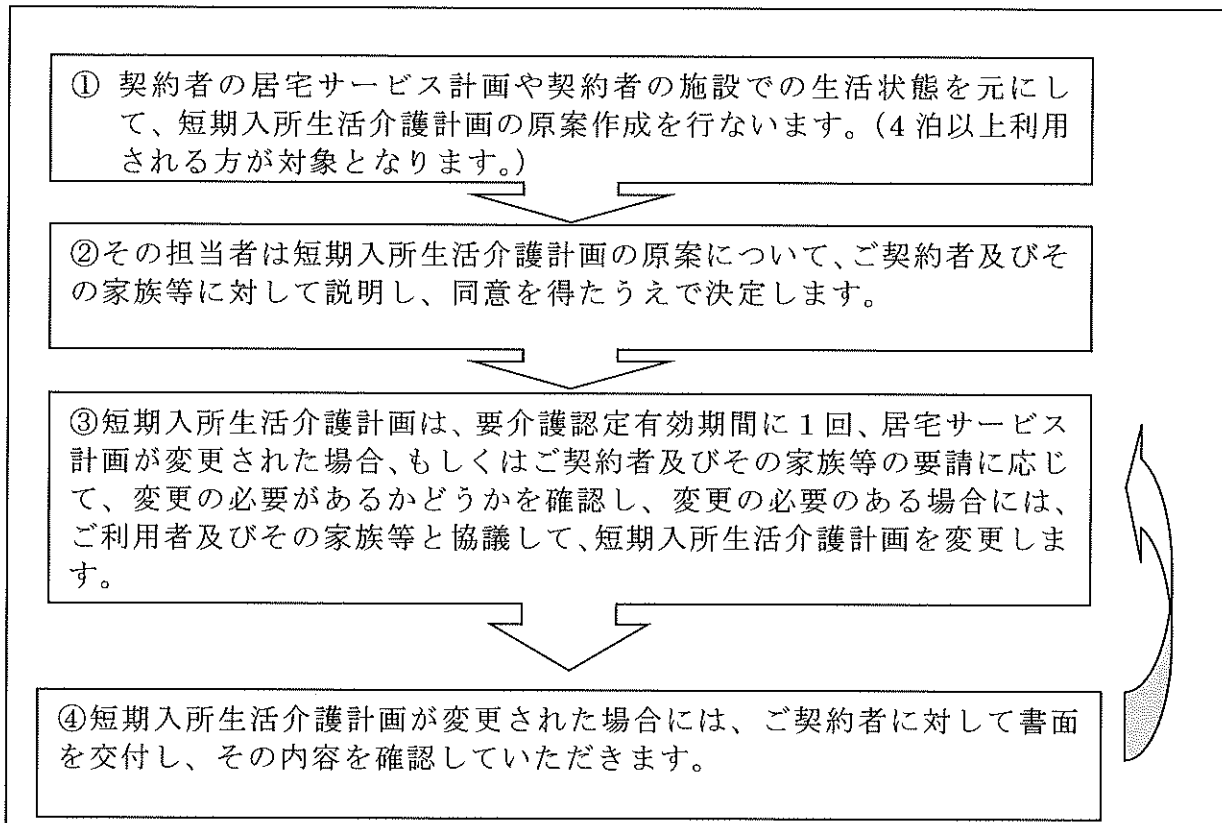 ① 契約者の居宅サービス計画や契約者の施設での生活状態を元にし
て、短期入所生活介護計画の原案作成を行ないます。（4 泊以上利用
される方が対象となります。）
②その担当者は短期入所生活介護計画の原案について、ご契約者及びそ
の家族等に対して説明し、同意を得たうえで決定します。
③短期入所生活介護計画は、要介護認定有効期間に 1 回、居宅サービス
計画が変更された場合、もしくはご契約者及びその家族等の要請に応じ
て、変更の必要があるかどうかを確認し、変更の必要のある場合には、
ご利用者及びその家族等と協議して、短期入所生活介護計画を変更しま
す。
④短期入所生活介護計画が変更された場合には、ご契約者に対して書面
を交付し、その内容を確認していただきます。